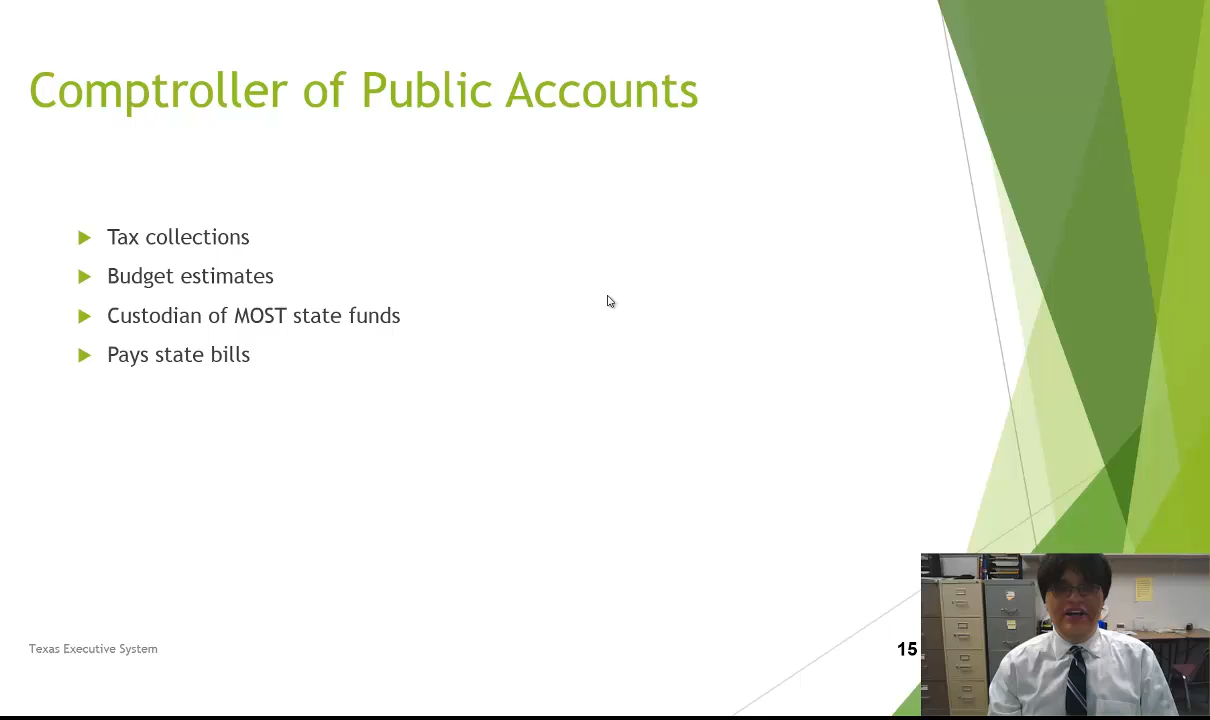 Comptroller of Public Accounts
Tax collections
Budget estimates
Custodian of MOST state funds
Pays state bills
Texas Executive System
15